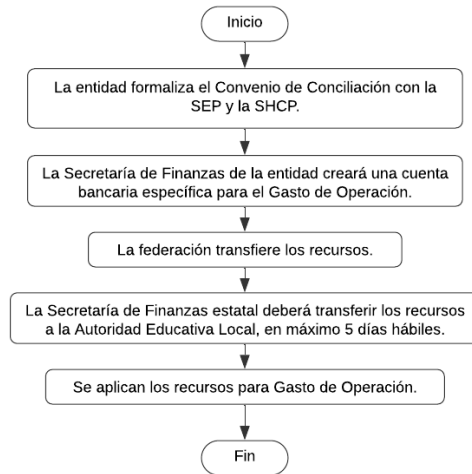 Inicio
La entidad formaliza el Convenio de Conciliación con la
SEP y la SHCP.
La Secretaría de Finanzas de la entidad creará una cuenta
bancaria específica para el Gasto de Operación.
La federación transfiere los recursos.
La Secretaría de Finanzas estatal deberá transferir los recursos
a la Autoridad Educativa Local, en máximo 5 días hábiles.
Se aplican los recursos para Gasto de Operación.
Fin